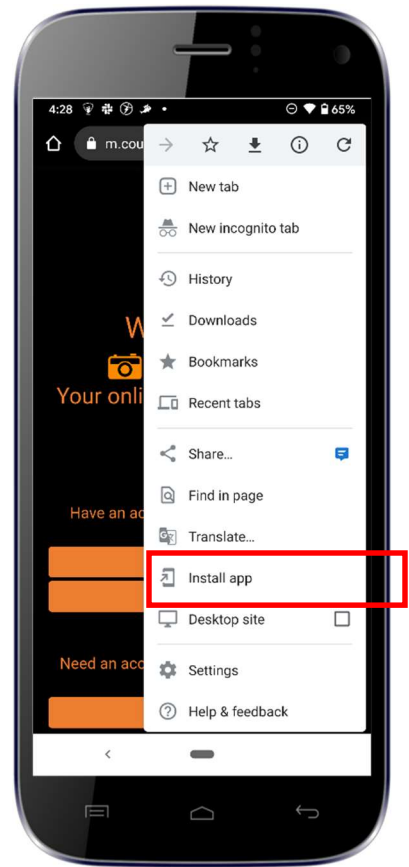 4:28
65%
m.cou
New tab
New incognito tab
History
Downloads
W
Bookmarks
Your onli
Recent tabs
Share...
Find in page
Have an ac
Translate...
Install app
Desktop site
Need an acc
Settings
Help & feedback